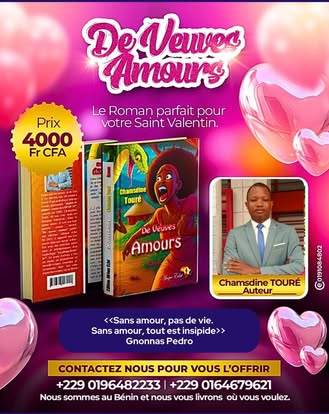 De Veuves
Amours
Le Roman parfait pour
votre Saint Valentin.
Prix
4000
Fr CFA
Chamsdine
Touré
De Veuves
Amours
Chamsdine TOURÉ
Auteur
<<Sans amour, pas de vie.
Sans amour, tout est insipide>>
Gnonnas Pedro
CONTACTEZ NOUS POUR VOUS L'OFFRIR
+229 0196482233 | +229 0164679621
Nous sommes au Bénin et nous vous livrons où vous voulez.